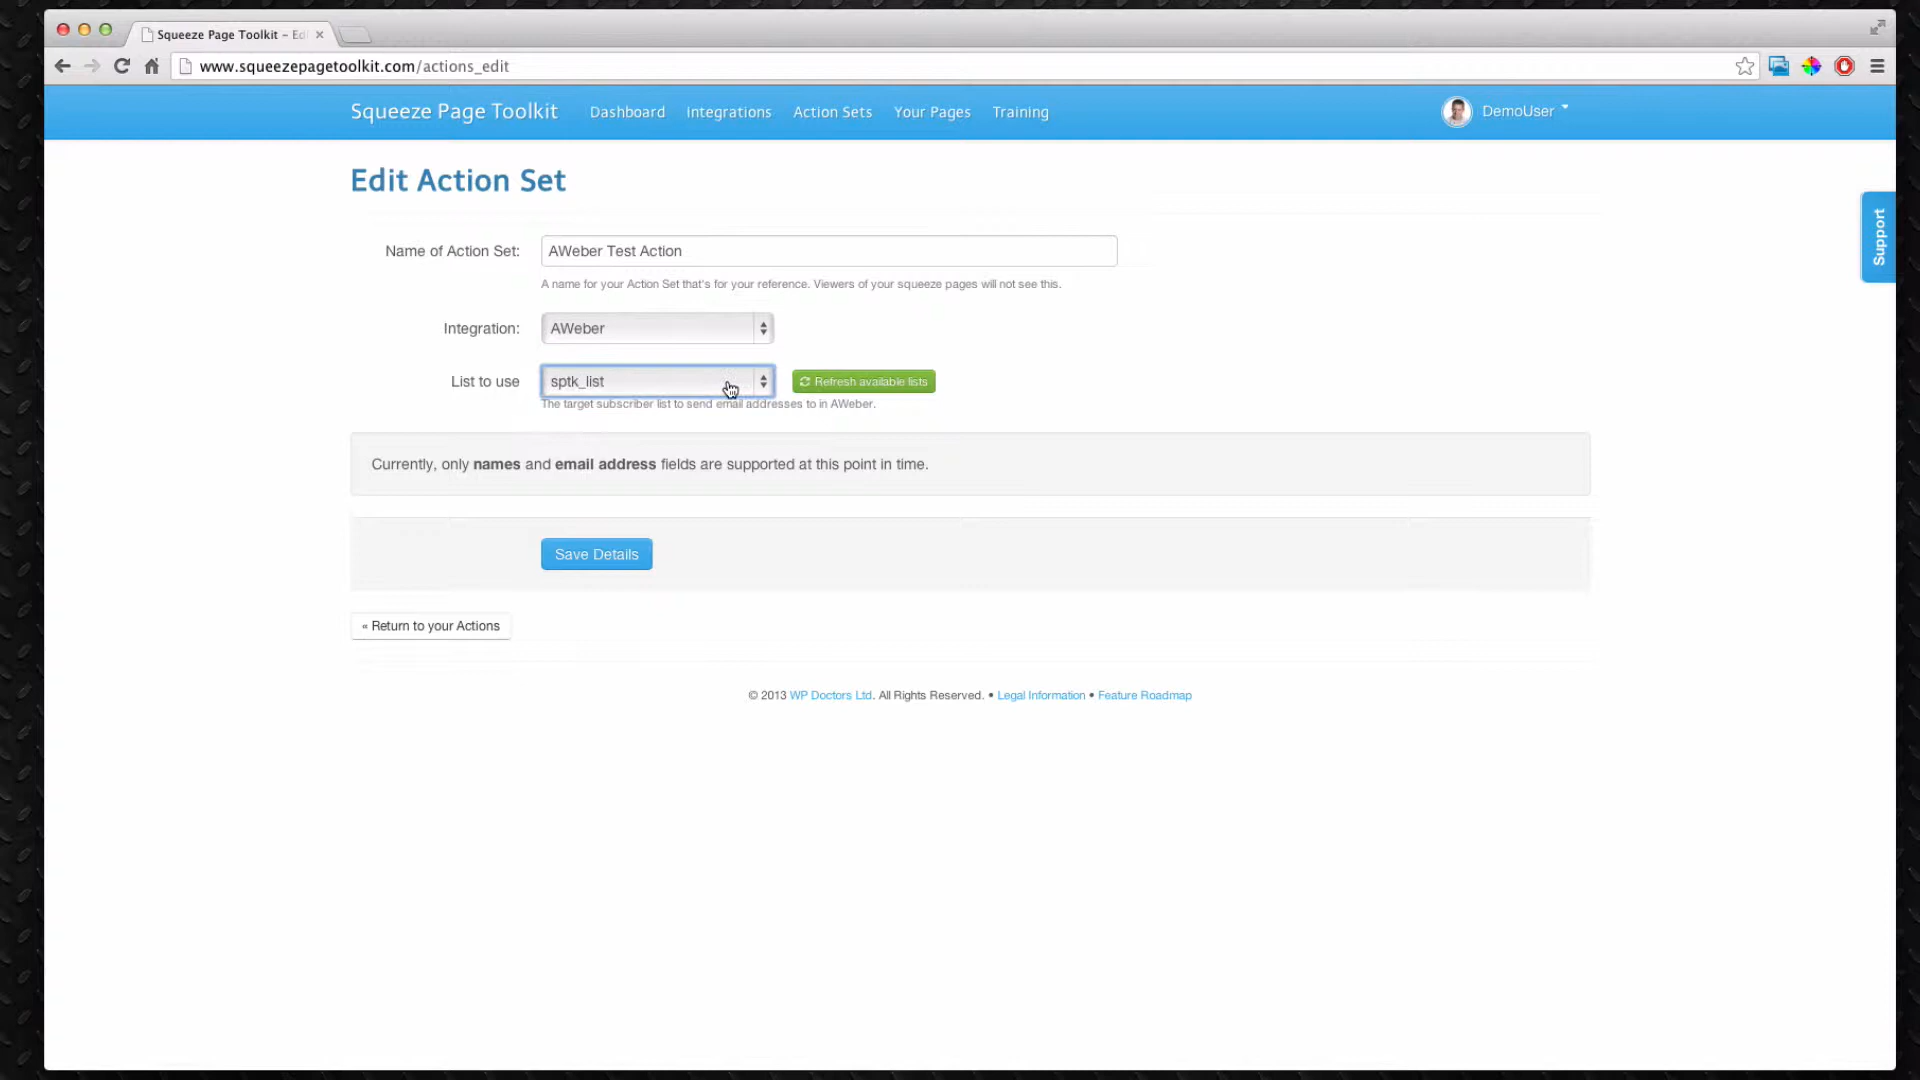 Squeeze Page Toolkit – Ed
www.squeezepagetoolkit.com/actions_edit
Squeeze Page Toolkit Dashboard Integrations Action Sets Your Pages Training DemoUser
Edit Action Set
Support
Name of Action Set: AWeber Test Action
A name for your Action Set that's for your reference. Viewers of your squeeze pages will not see this.
Integration: AWeber
List to use sptk_list Refresh available lists
The target subscriber list to send email addresses to in AWeber.
Currently, only names and email address fields are supported at this point in time.
Save Details
« Return to your Actions
© 2013 WP Doctors Ltd. All Rights Reserved. • Legal Information • Feature Roadmap